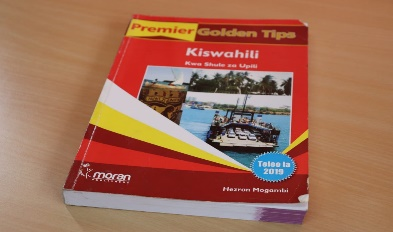 Premier Golden Tips
Kiswahili
Kwa Shule za Upili
Toleo la
2019
moran
Hezron Mogambi